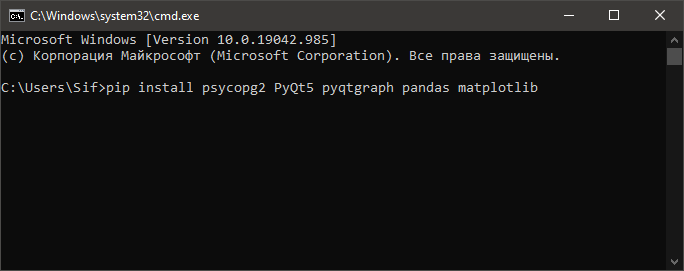 C:\Windows\system32\cmd.exe
Microsoft Windows [Version 10.0.19042.985]
(c) Корпорация Майкрософт (Microsoft Corporation). Все права защищены.
C:\Users\Sif>pip install psycopg2 PyQt5 pyqtgraph pandas matplotlib